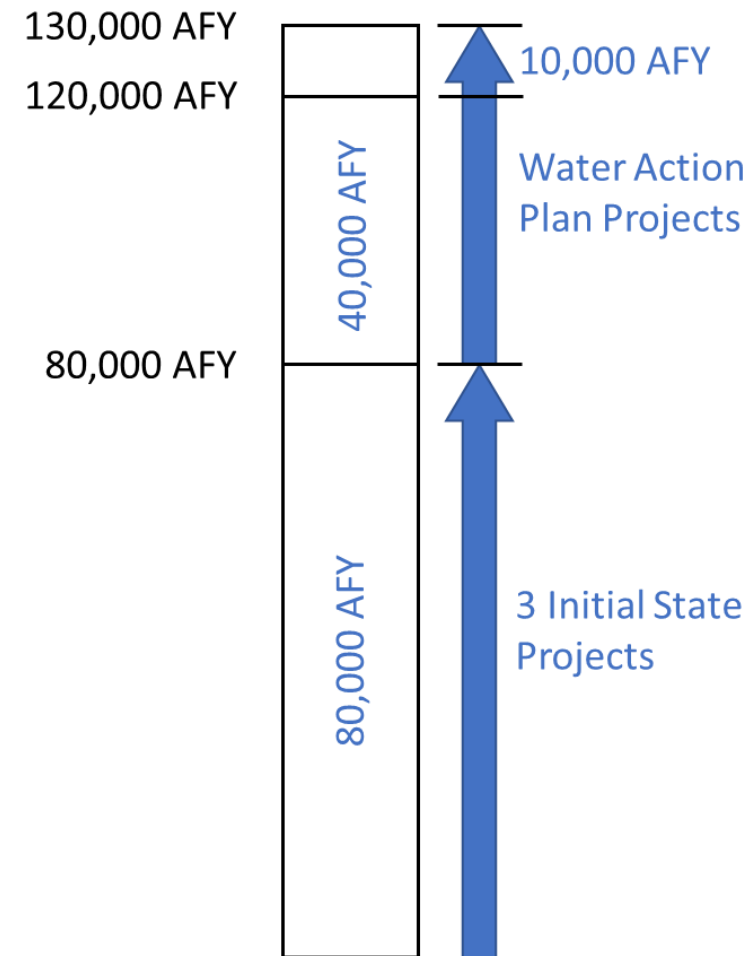 130,000 AFY
10,000 AFY
120,000 AFY
40,000 AFY
Water Action
Plan Projects
80,000 AFY
80,000 AFY
3 Initial State
Projects